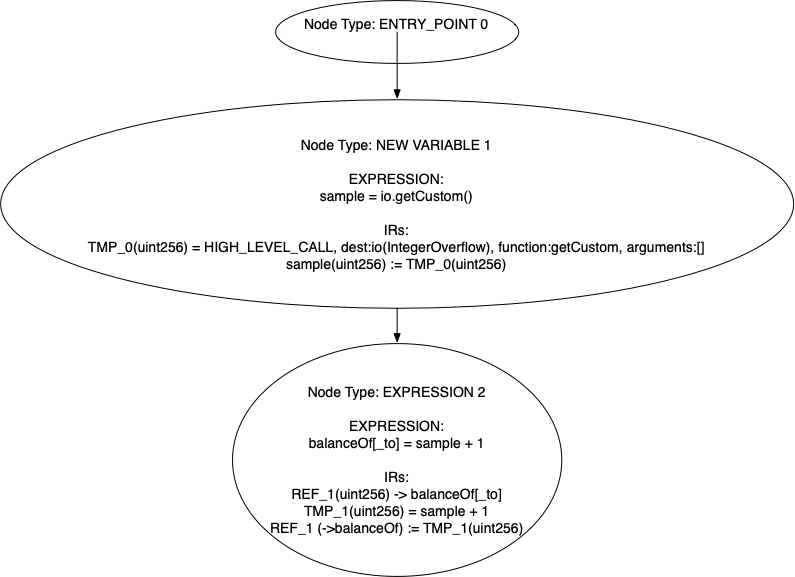 Node Type: ENTRY_POINT 0
Node Type: NEW VARIABLE 1
EXPRESSION:
sample = io.getCustom()
IRs:
TMP_0(uint256) = HIGH_LEVEL_CALL, dest:io(IntegerOverflow), function:getCustom, arguments:[]
sample(uint256) := TMP_0(uint256)
Node Type: EXPRESSION 2
EXPRESSION:
balanceOf[_to] = sample + 1
IRs:
REF_1(uint256) -> balanceOf[_to]
TMP_1(uint256) = sample + 1
REF_1 (->balanceOf) := TMP_1(uint256)